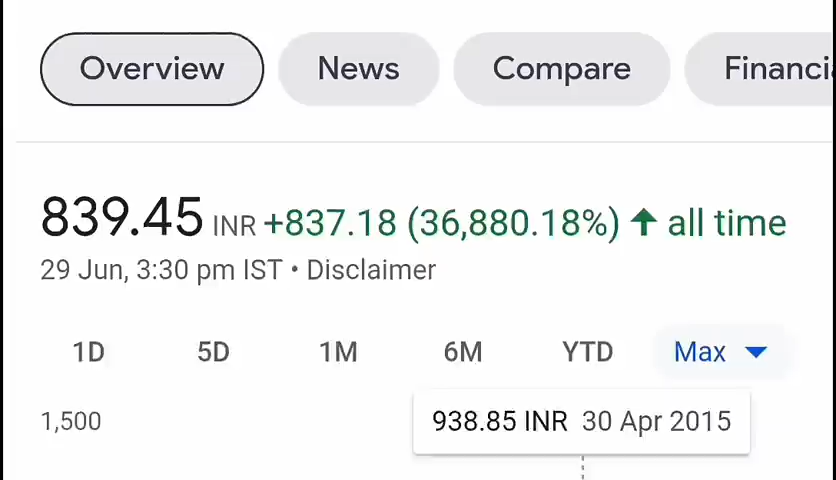 Overview News Compare Financi
839.45 INR +837.18 (36,880.18%) ↑ all time
29 Jun, 3:30 pm IST • Disclaimer
1D 5D 1M 6M YTD Max
1,500 938.85 INR 30 Apr 2015